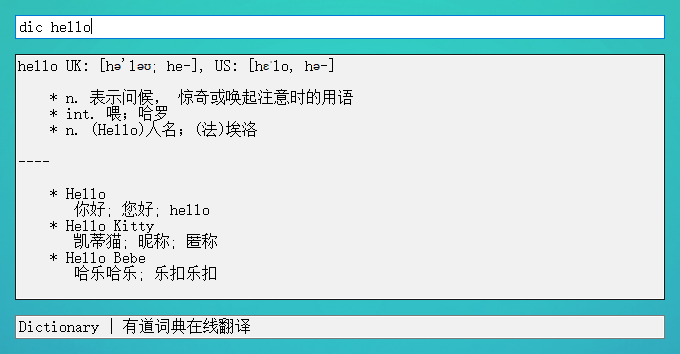 dic hello
hello UK: [hə'ləʊ; he-], US: [hɛˈlo, hə-]
* n. 表示问候， 惊奇或唤起注意时的用语
* int. 喂；哈罗
* n. (Hello)人名；(法)埃洛
----
* Hello
你好; 您好; hello
* Hello Kitty
凯蒂猫; 昵称; 匿称
* Hello Bebe
哈乐哈乐; 乐扣乐扣
Dictionary | 有道词典在线翻译